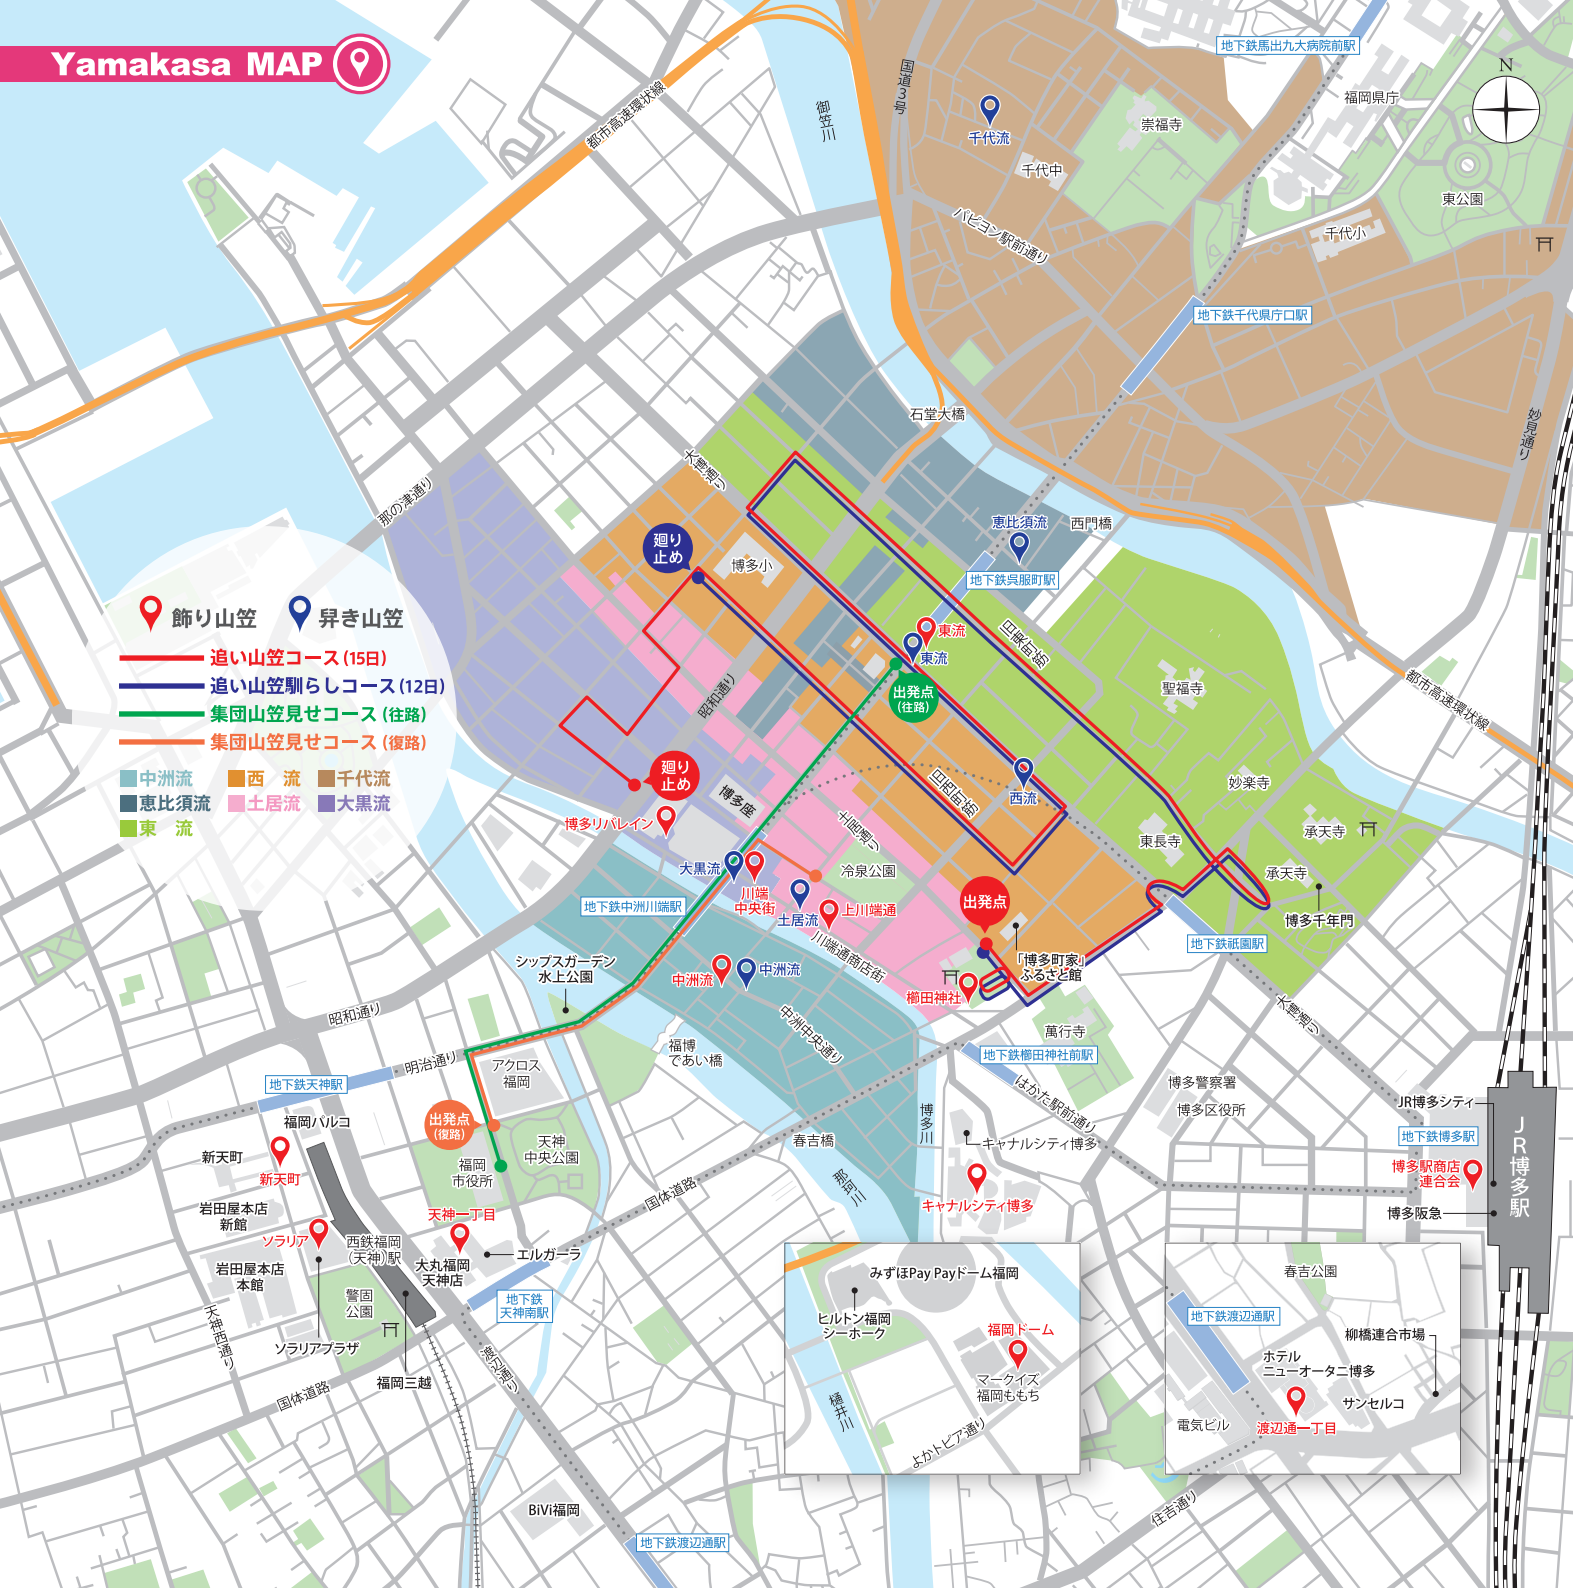 Yamakasa MAP
飾り山笠
舁き山笠
追い山笠コース（15日）
追い山笠馴らしコース（12日）
集団山笠見せコース（往路）
集団山笠見せコース（復路）
中洲流
西　流
千代流
恵比須流
土居流
大黒流
東　流
都市高速環状線
御笠川
国道3号
千代流
崇福寺
千代中
パピヨン駅前通り
地下鉄馬出九大病院前駅
福岡県庁
N
東公園
千代小
地下鉄千代県庁口駅
妙見通り
石堂大橋
大博通り
那の津通り
恵比須流
西門橋
地下鉄呉服町駅
廻り
止め
博多小
東流
東流
旧東町筋
出発点
（往路）
聖福寺
都市高速環状線
昭和通り
廻り
止め
博多座
博多リバレイン
西流
旧西町筋
妙楽寺
土居通り
東長寺
承天寺
承天寺
冷泉公園
大黒流
川端
中央街
土居流
上川端通
出発点
博多千年門
地下鉄中洲川端駅
川端通商店街
地下鉄祇園駅
シップスガーデン
水上公園
中洲流
中洲流
「博多町家」
ふるさと館
櫛田神社
昭和通り
中洲中央通り
大博通り
萬行寺
福博
であい橋
明治通り
地下鉄天神駅
アクロス
福岡
地下鉄櫛田神社前駅
はかた駅前通り
博多警察署
博多区役所
JR博多シティ
地下鉄博多駅
JR博多駅
出発点
（復路）
福岡パルコ
博多川
春吉橋
キャナルシティ博多
新天町
新天町
天神
中央公園
福岡
市役所
那珂川
博多駅商店
連合会
キャナルシティ博多
国体道路
博多阪急
岩田屋本店
新館
天神一丁目
ソラリア
西鉄福岡
（天神）駅
大丸福岡
天神店
エルガーラ
岩田屋本店
本館
警固
公園
地下鉄
天神南駅
天神西通り
ソラリアプラザ
渡辺通り
福岡三越
国体道路
みずほPay Payドーム福岡
ヒルトン福岡
シーホーク
福岡ドーム
マークイズ
福岡ももち
樋井川
よかトピア通り
春吉公園
地下鉄渡辺通駅
柳橋連合市場
ホテル
ニューオータニ博多
サンセルコ
電気ビル
渡辺通一丁目
住吉通り
BiVi福岡
地下鉄渡辺通駅